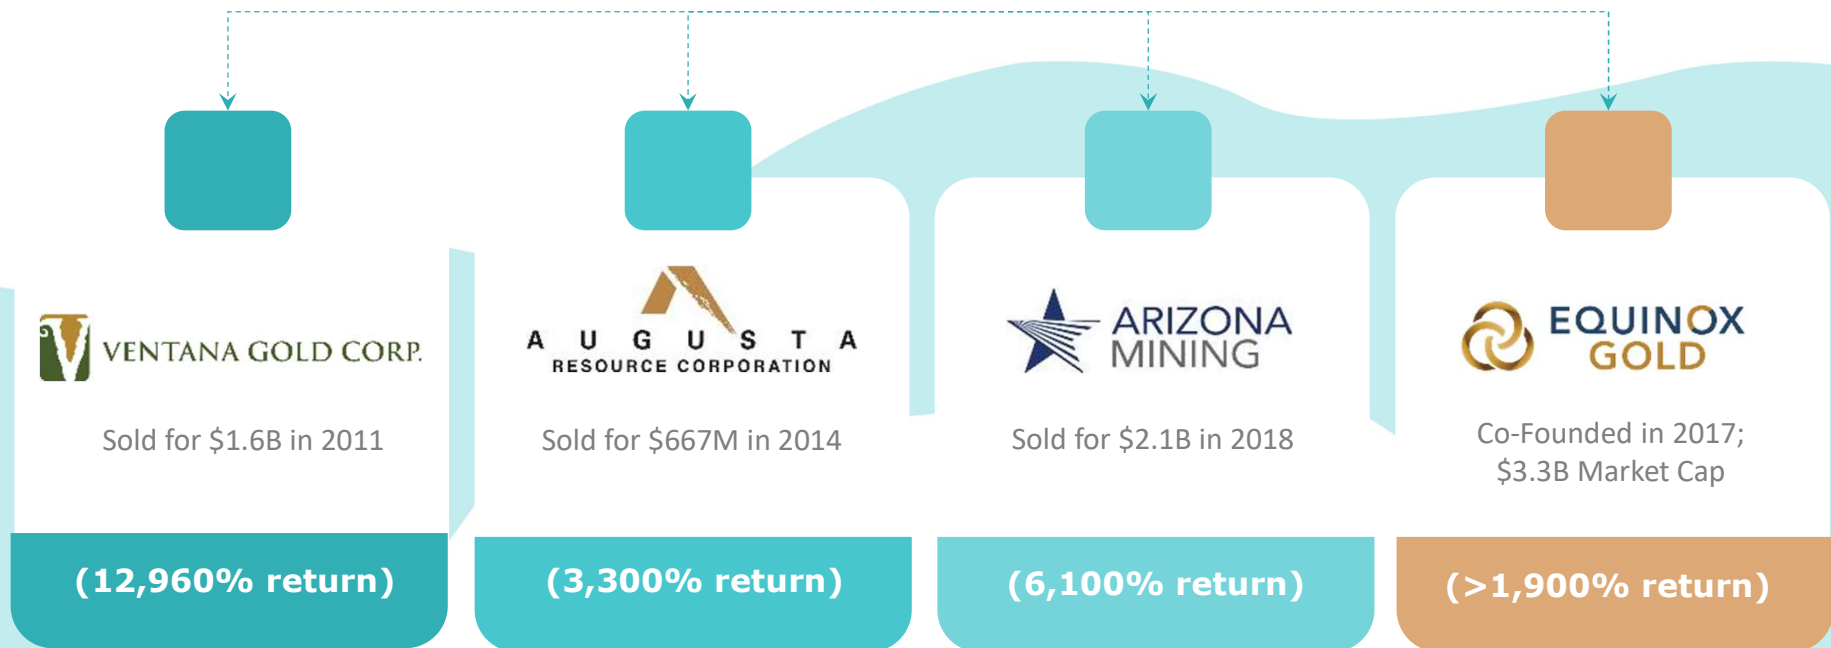 VENTANA GOLD CORP.
Sold for $1.6B in 2011
(12,960% return)
AUGUSTA
RESOURCE CORPORATION
Sold for $667M in 2014
(3,300% return)
ARIZONA
MINING
Sold for $2.1B in 2018
(6,100% return)
EQUINOX
GOLD
Co-Founded in 2017;
$3.3B Market Cap
(>1,900% return)